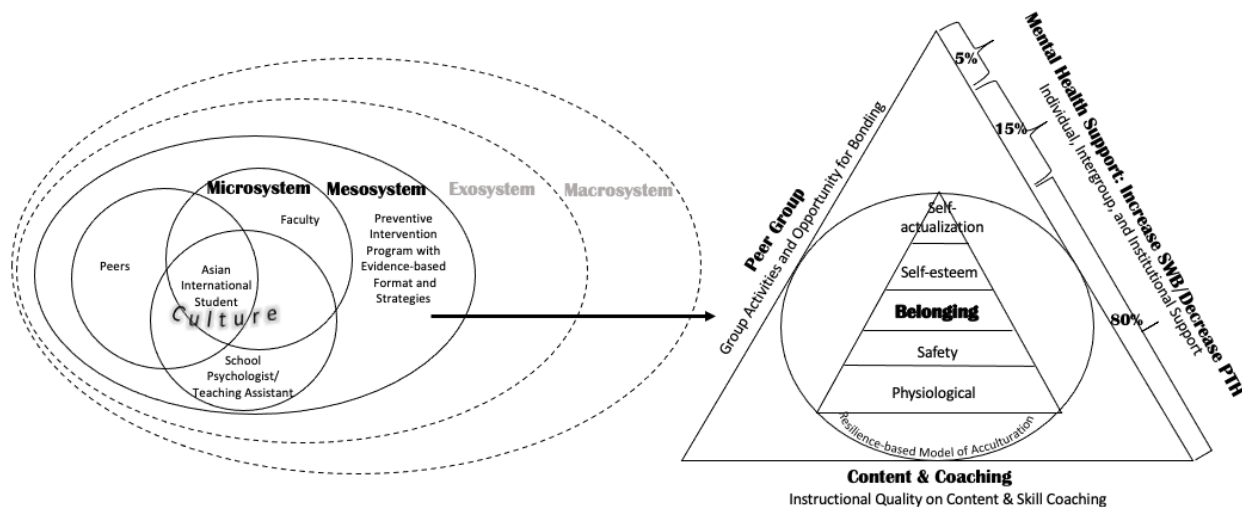 Microsystem
Mesosystem
Exosystem
Macrosystem
Faculty
Peers
Asian
International
Student
Culture
School
Psychologist/
Teaching Assistant
Preventive
Intervention
Program with
Evidence-based
Format and
Strategies
Peer Group
Group Activities and Opportunity for Bonding
Self-
actualization
Self-esteem
Belonging
Safety
Physiological
Resilience-based Model of Acculturation
5%
15%
80%
Mental Health Support: Increase SWB/Decrease PTH
Individual, Intergroup, and Institutional Support
Content & Coaching
Instructional Quality on Content & Skill Coaching